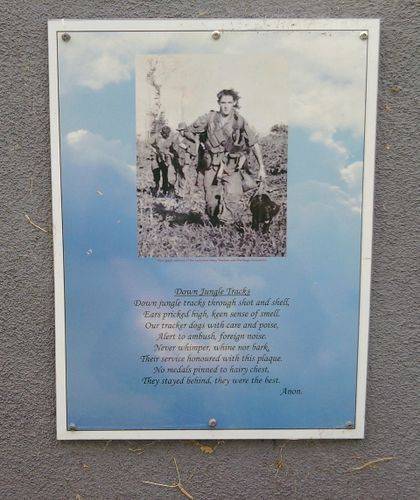 Down Jungle Tracks
Down jungle tracks through shot and shell,
Ears pricked high, keen sense of smell.
Our tracker dogs with care and poise,
Alert to ambush, foreign noise.
Never whimper, whine nor bark,
Their service honoured with this plaque.
No medals pinned to hairy chest,
They stayed behind, they were the best.
Anon.